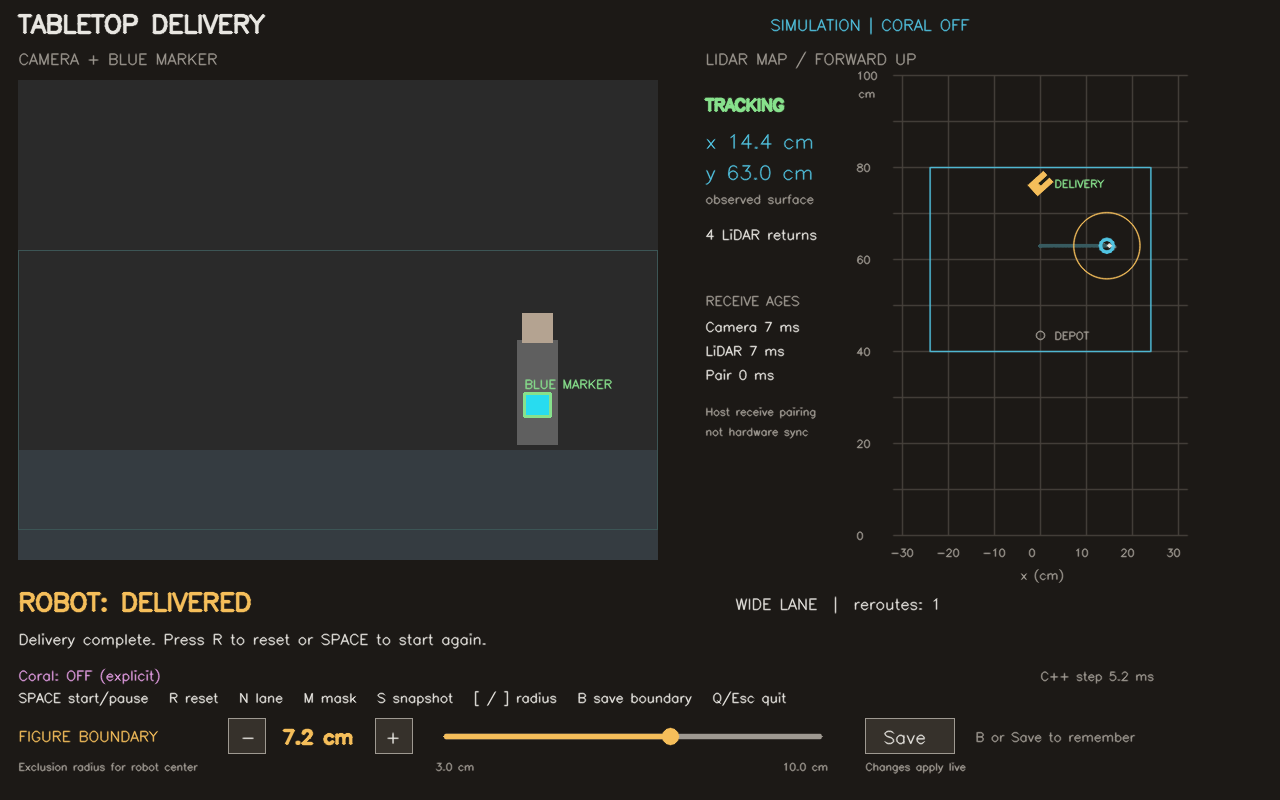 TABLETOP DELIVERY
SIMULATION | CORAL OFF
CAMERA + BLUE MARKER
LIDAR MAP / FORWARD UP
BLUE MARKER
TRACKING
x 14.4 cm
y 63.0 cm
observed surface
4 LiDAR returns
RECEIVE AGES
Camera 7 ms
LiDAR 7 ms
Pair 0 ms
Host receive pairing
not hardware sync
100
cm
80
60
40
20
0
DELIVERY
DEPOT
-30 -20 -10 0 10 20 30
x (cm)
ROBOT: DELIVERED
WIDE LANE | reroutes: 1
Delivery complete. Press R to reset or SPACE to start again.
Coral: OFF (explicit)
C++ step 5.2 ms
SPACE start/pause R reset N lane M mask S snapshot [ / ] radius B save boundary Q/Esc quit
FIGURE BOUNDARY − 7.2 cm + Save B or Save to remember
Exclusion radius for robot center 3.0 cm 10.0 cm Changes apply live